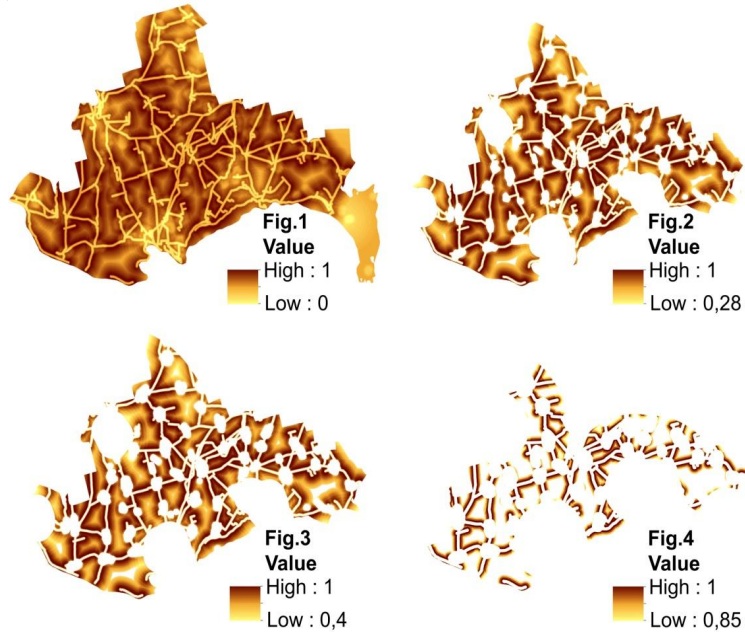 Fig.1
Value
High : 1
Low : 0
Fig.2
Value
High : 1
Low : 0,28
Fig.3
Value
High : 1
Low : 0,4
Fig.4
Value
High : 1
Low : 0,85